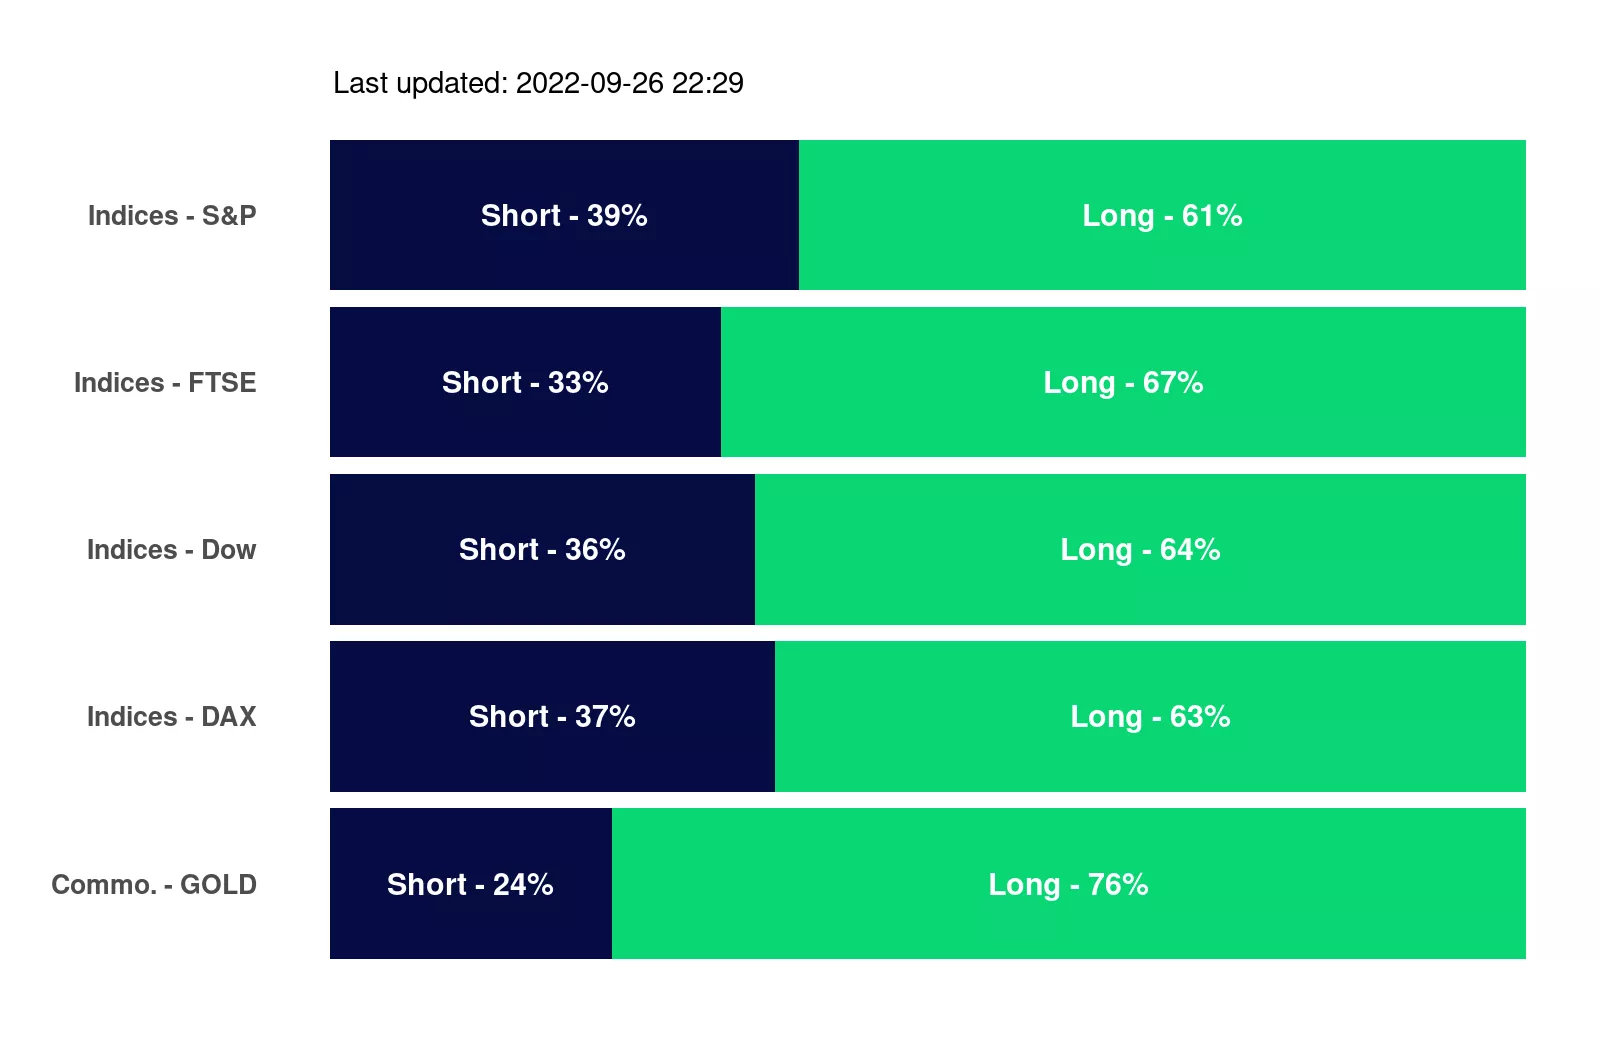 Last updated: 2022-09-26 22:29
Indices - S&P Short - 39% Long - 61%
Indices - FTSE Short - 33% Long - 67%
Indices - Dow Short - 36% Long - 64%
Indices - DAX Short - 37% Long - 63%
Commo. - GOLD Short - 24% Long - 76%